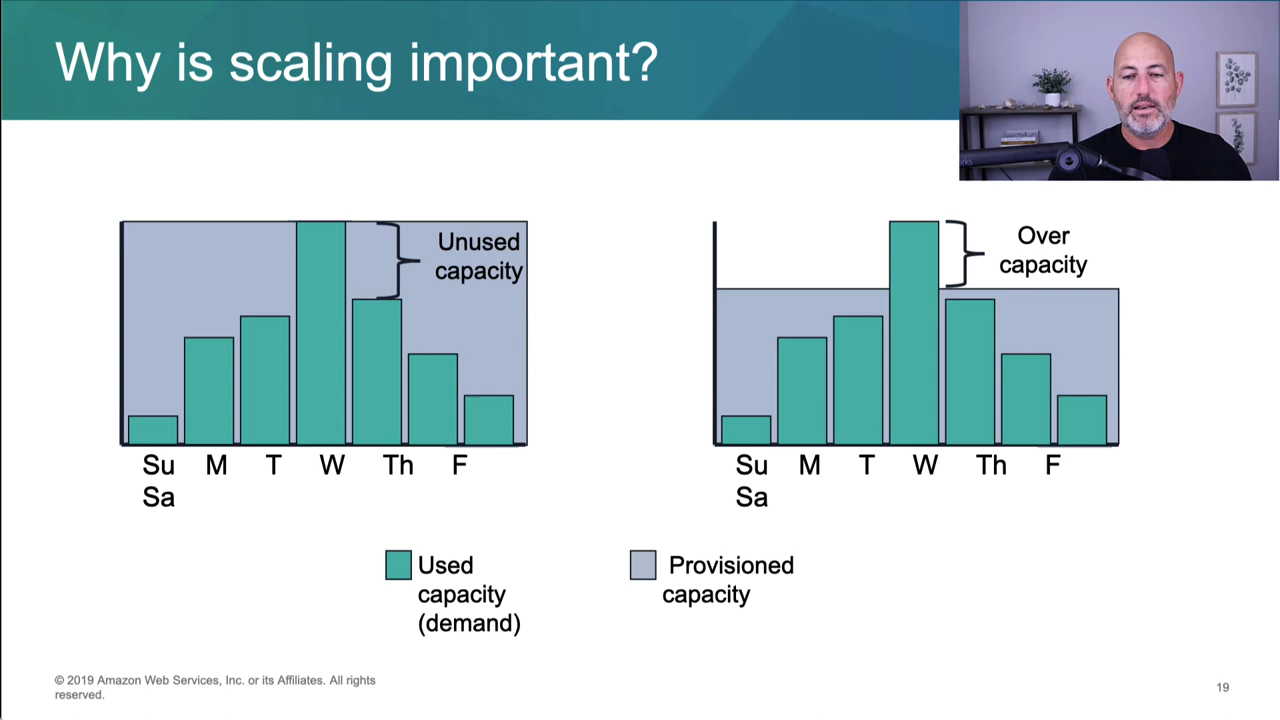 Why is scaling important?
Unused
capacity
Su M T W Th F
Sa
Over
capacity
Su M T W Th F
Sa
Used
capacity
(demand)
Provisioned
capacity
© 2019 Amazon Web Services, Inc. or its Affiliates. All rights
reserved.
19